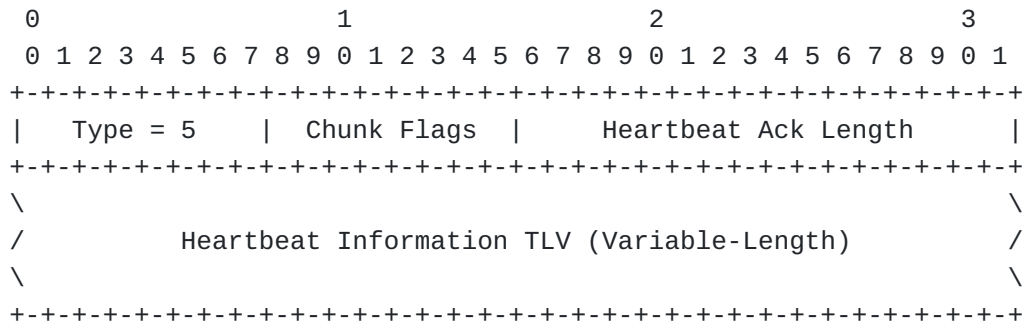 0                   1                   2                   3
 0 1 2 3 4 5 6 7 8 9 0 1 2 3 4 5 6 7 8 9 0 1 2 3 4 5 6 7 8 9 0 1
+-+-+-+-+-+-+-+-+-+-+-+-+-+-+-+-+-+-+-+-+-+-+-+-+-+-+-+-+-+-+-+-+
|   Type = 5    |  Chunk Flags  |     Heartbeat Ack Length      |
+-+-+-+-+-+-+-+-+-+-+-+-+-+-+-+-+-+-+-+-+-+-+-+-+-+-+-+-+-+-+-+-+
\                                                               \
/          Heartbeat Information TLV (Variable-Length)          /
\                                                               \
+-+-+-+-+-+-+-+-+-+-+-+-+-+-+-+-+-+-+-+-+-+-+-+-+-+-+-+-+-+-+-+-+